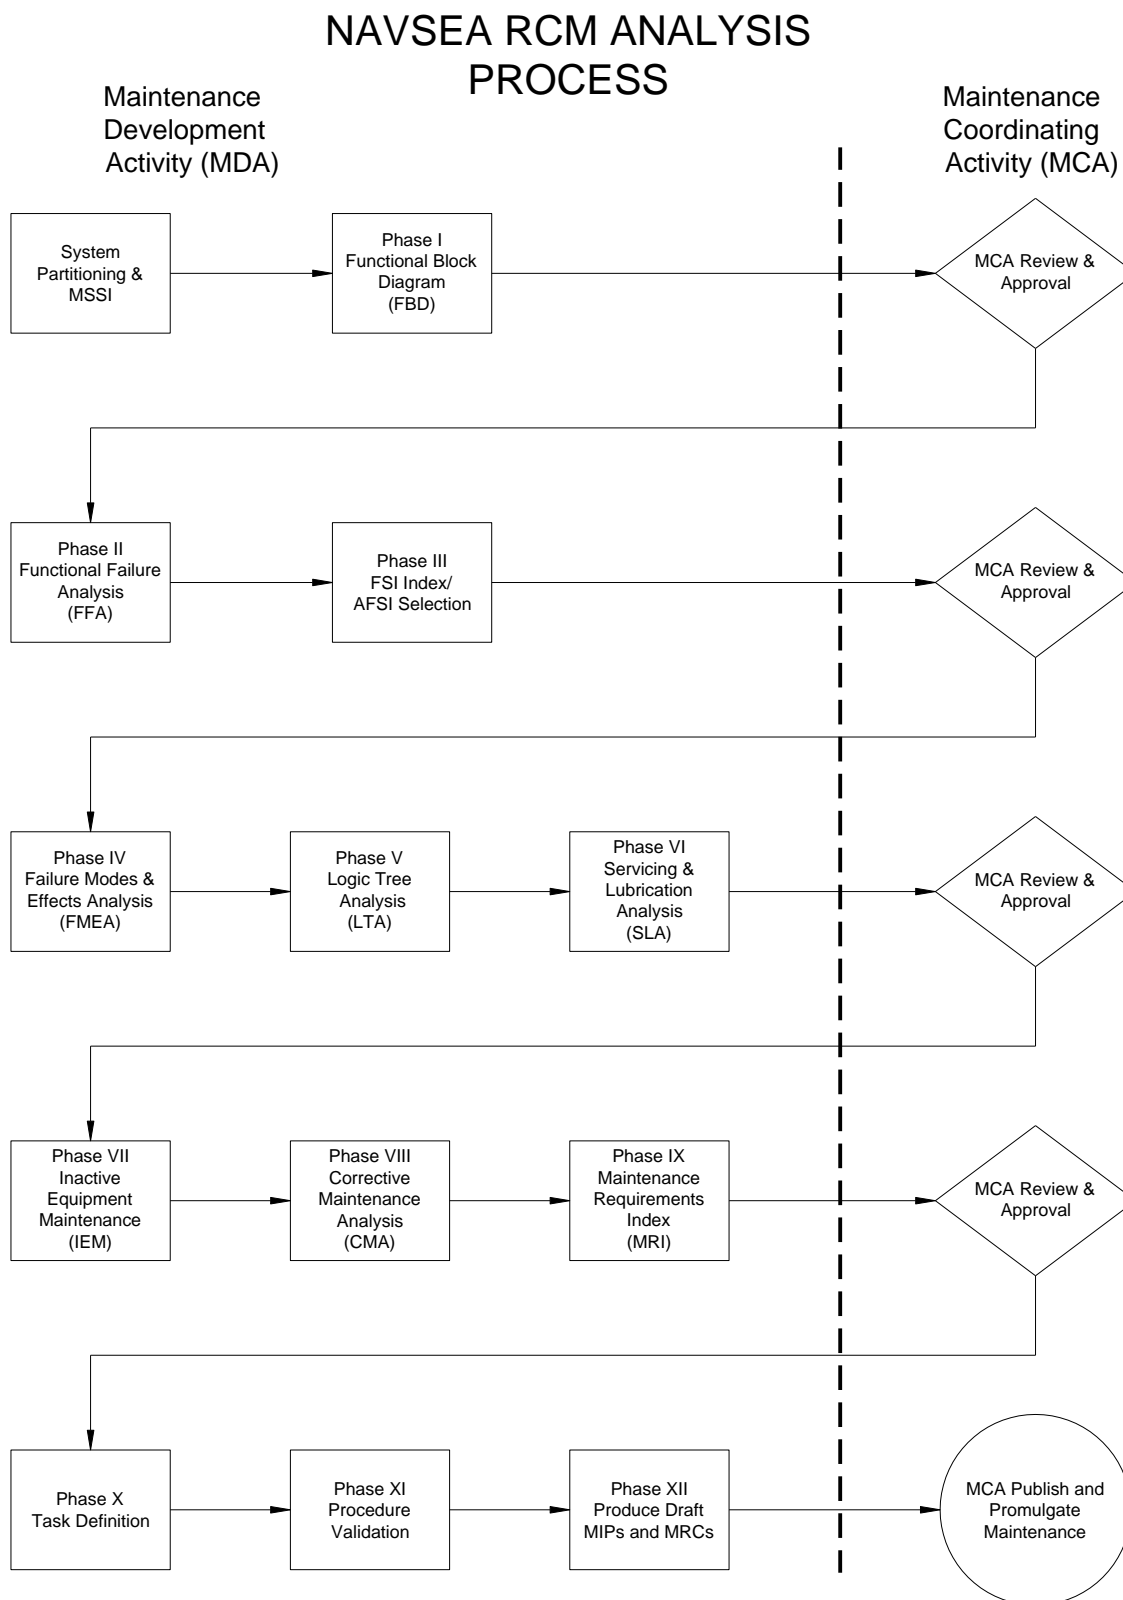 NAVSEA RCM ANALYSIS
PROCESS
Maintenance
Development
Activity (MDA)
Maintenance
Coordinating
Activity (MCA)
System
Partitioning &
MSSI
Phase I
Functional Block
Diagram
(FBD)
MCA Review &
Approval
Phase II
Functional Failure
Analysis
(FFA)
Phase III
FSI Index/
AFSI Selection
MCA Review &
Approval
Phase IV
Failure Modes &
Effects Analysis
(FMEA)
Phase V
Logic Tree
Analysis
(LTA)
Phase VI
Servicing &
Lubrication
Analysis
(SLA)
MCA Review &
Approval
Phase VII
Inactive
Equipment
Maintenance
(IEM)
Phase VIII
Corrective
Maintenance
Analysis
(CMA)
Phase IX
Maintenance
Requirements
Index
(MRI)
MCA Review &
Approval
Phase X
Task Definition
Phase XI
Procedure
Validation
Phase XII
Produce Draft
MIPs and MRCs
MCA Publish and
Promulgate
Maintenance